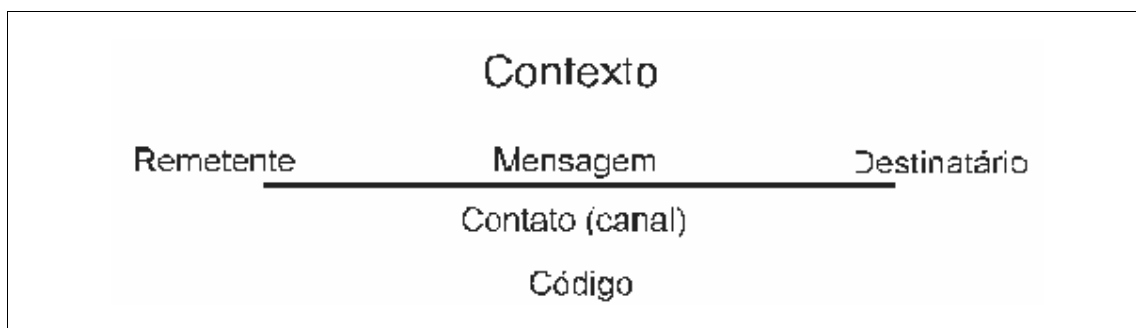 Contexto
Remetente Mensagem Destinatário
Contato (canal)
Código